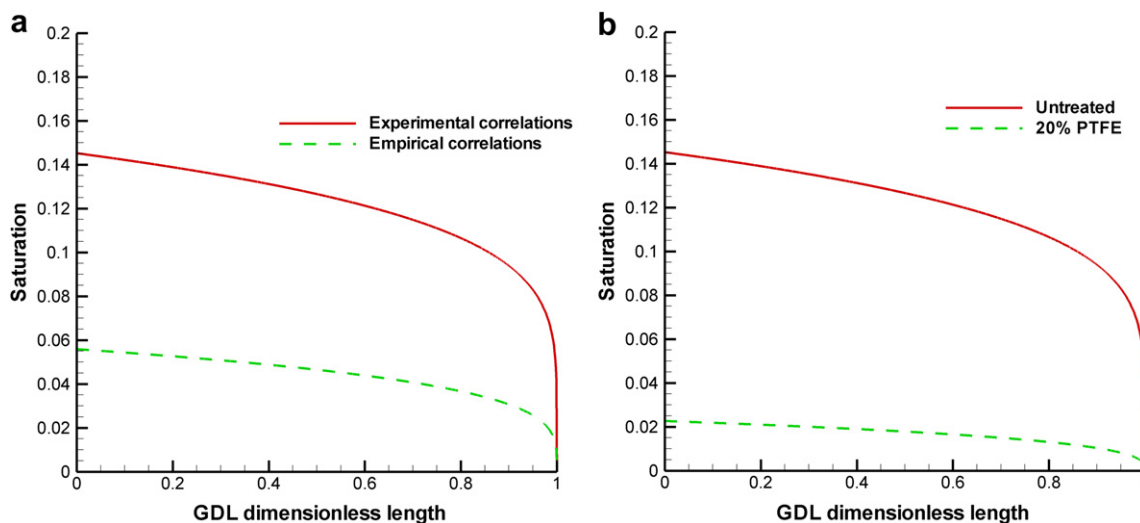 a
0.2
0.18
0.16
0.14
0.12
0.1
0.08
0.06
0.04
0.02
0
Saturation
Experimental correlations
Empirical correlations
0 0.2 0.4 0.6 0.8 1
GDL dimensionless length
b
0.2
0.18
0.16
0.14
0.12
0.1
0.08
0.06
0.04
0.02
0
Saturation
Untreated
20% PTFE
0 0.2 0.4 0.6 0.8
GDL dimensionless length